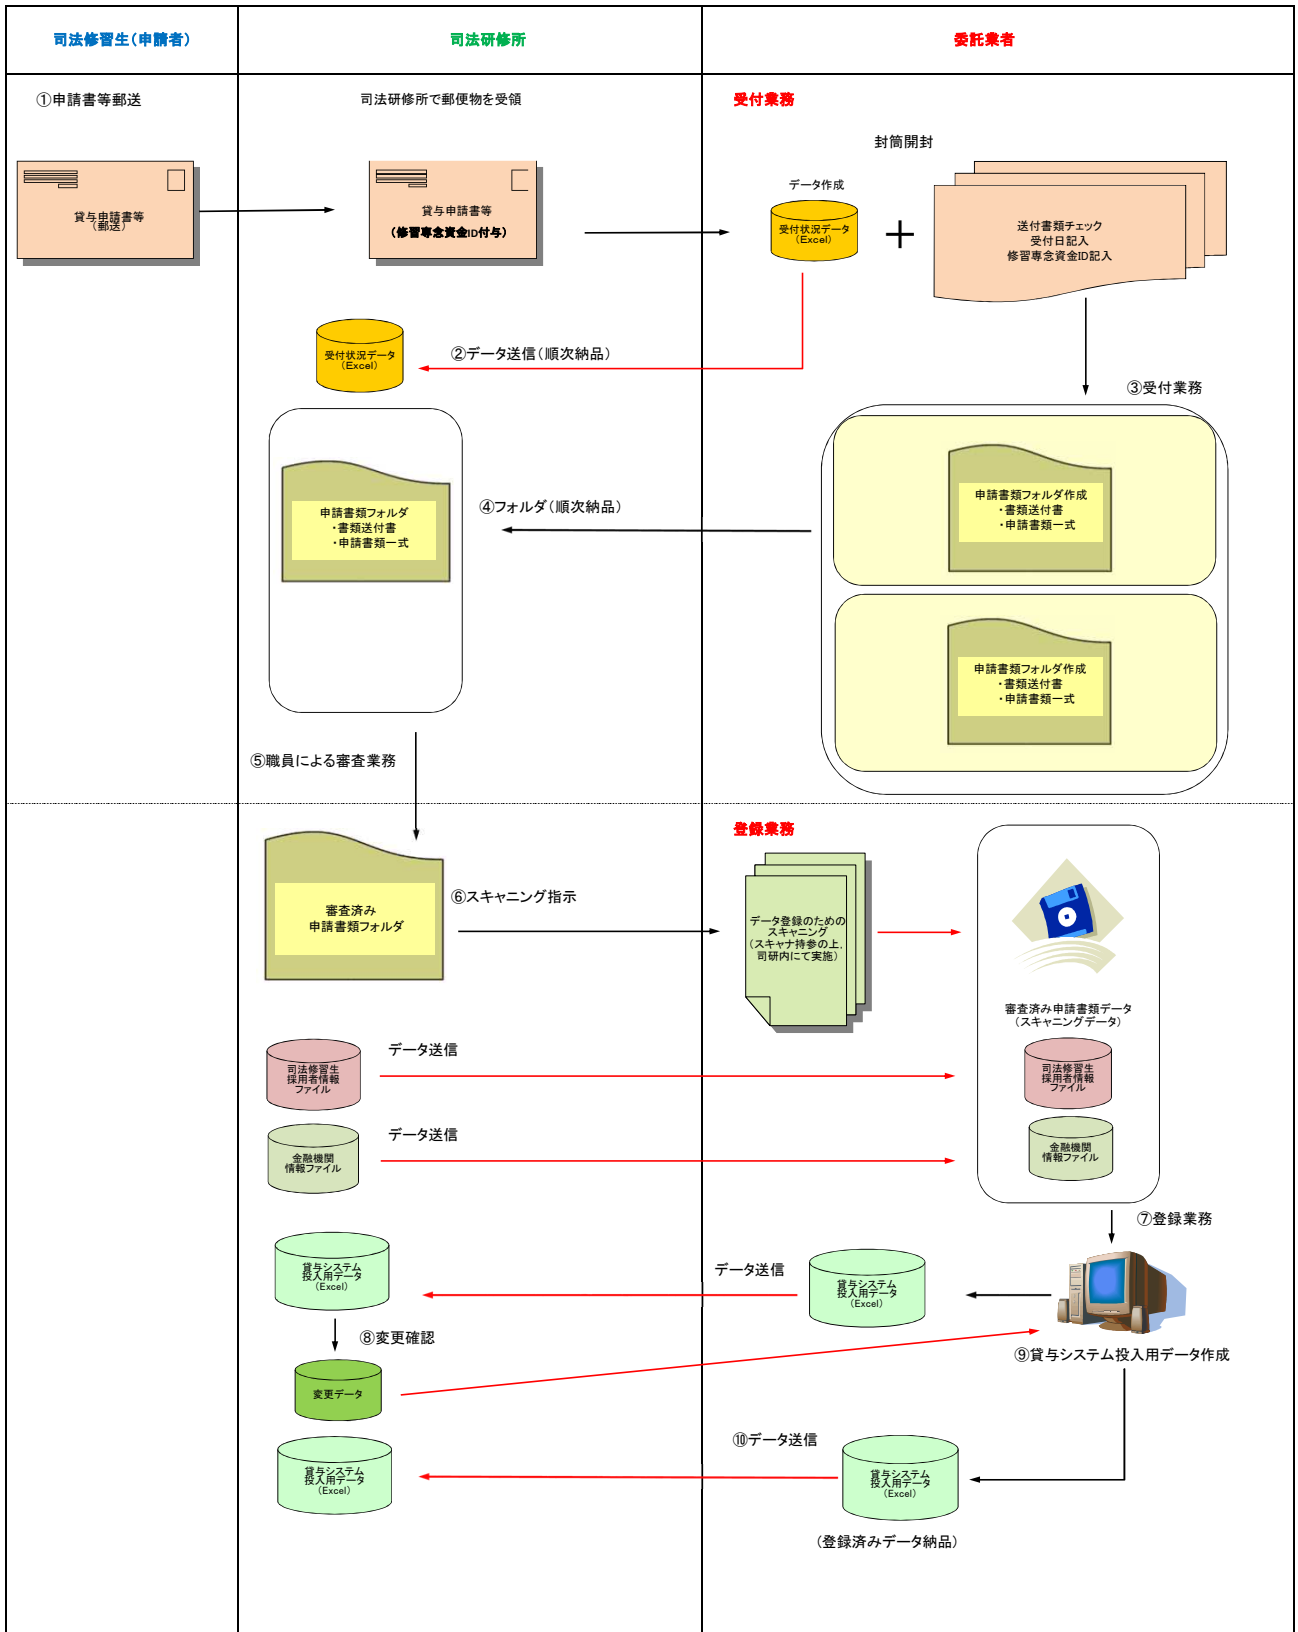 司法修習生（申請者）
司法研修所
委託業者
①申請書等郵送
司法研修所で郵便物を受領
受付業務
封筒開封
貸与申請書等
（郵送）
貸与申請書等
（修習専念資金ID付与）
データ作成
受付状況データ
（Excel）
＋
送付書類チェック
受付日記入
修習専念資金ID記入
受付状況データ
（Excel）
②データ送信（順次納品）
③受付業務
申請書類フォルダ
・書類送付書
・申請書類一式
④フォルダ（順次納品）
申請書類フォルダ作成
・書類送付書
・申請書類一式
申請書類フォルダ作成
・書類送付書
・申請書類一式
⑤職員による審査業務
登録業務
審査済み
申請書類フォルダ
⑥スキャニング指示
データ登録のための
スキャニング
（スキャナ持参の上，
司研内にて実施）
審査済み申請書類データ
（スキャニングデータ）
司法修習生
採用者情報
ファイル
データ送信
司法修習生
採用者情報
ファイル
金融機関
情報ファイル
データ送信
金融機関
情報ファイル
⑦登録業務
貸与システム
投入用データ
（Excel）
データ送信
貸与システム
投入用データ
（Excel）
⑧変更確認
⑨貸与システム投入用データ作成
変更データ
貸与システム
投入用データ
（Excel）
⑩データ送信
貸与システム
投入用データ
（Excel）
（登録済みデータ納品）